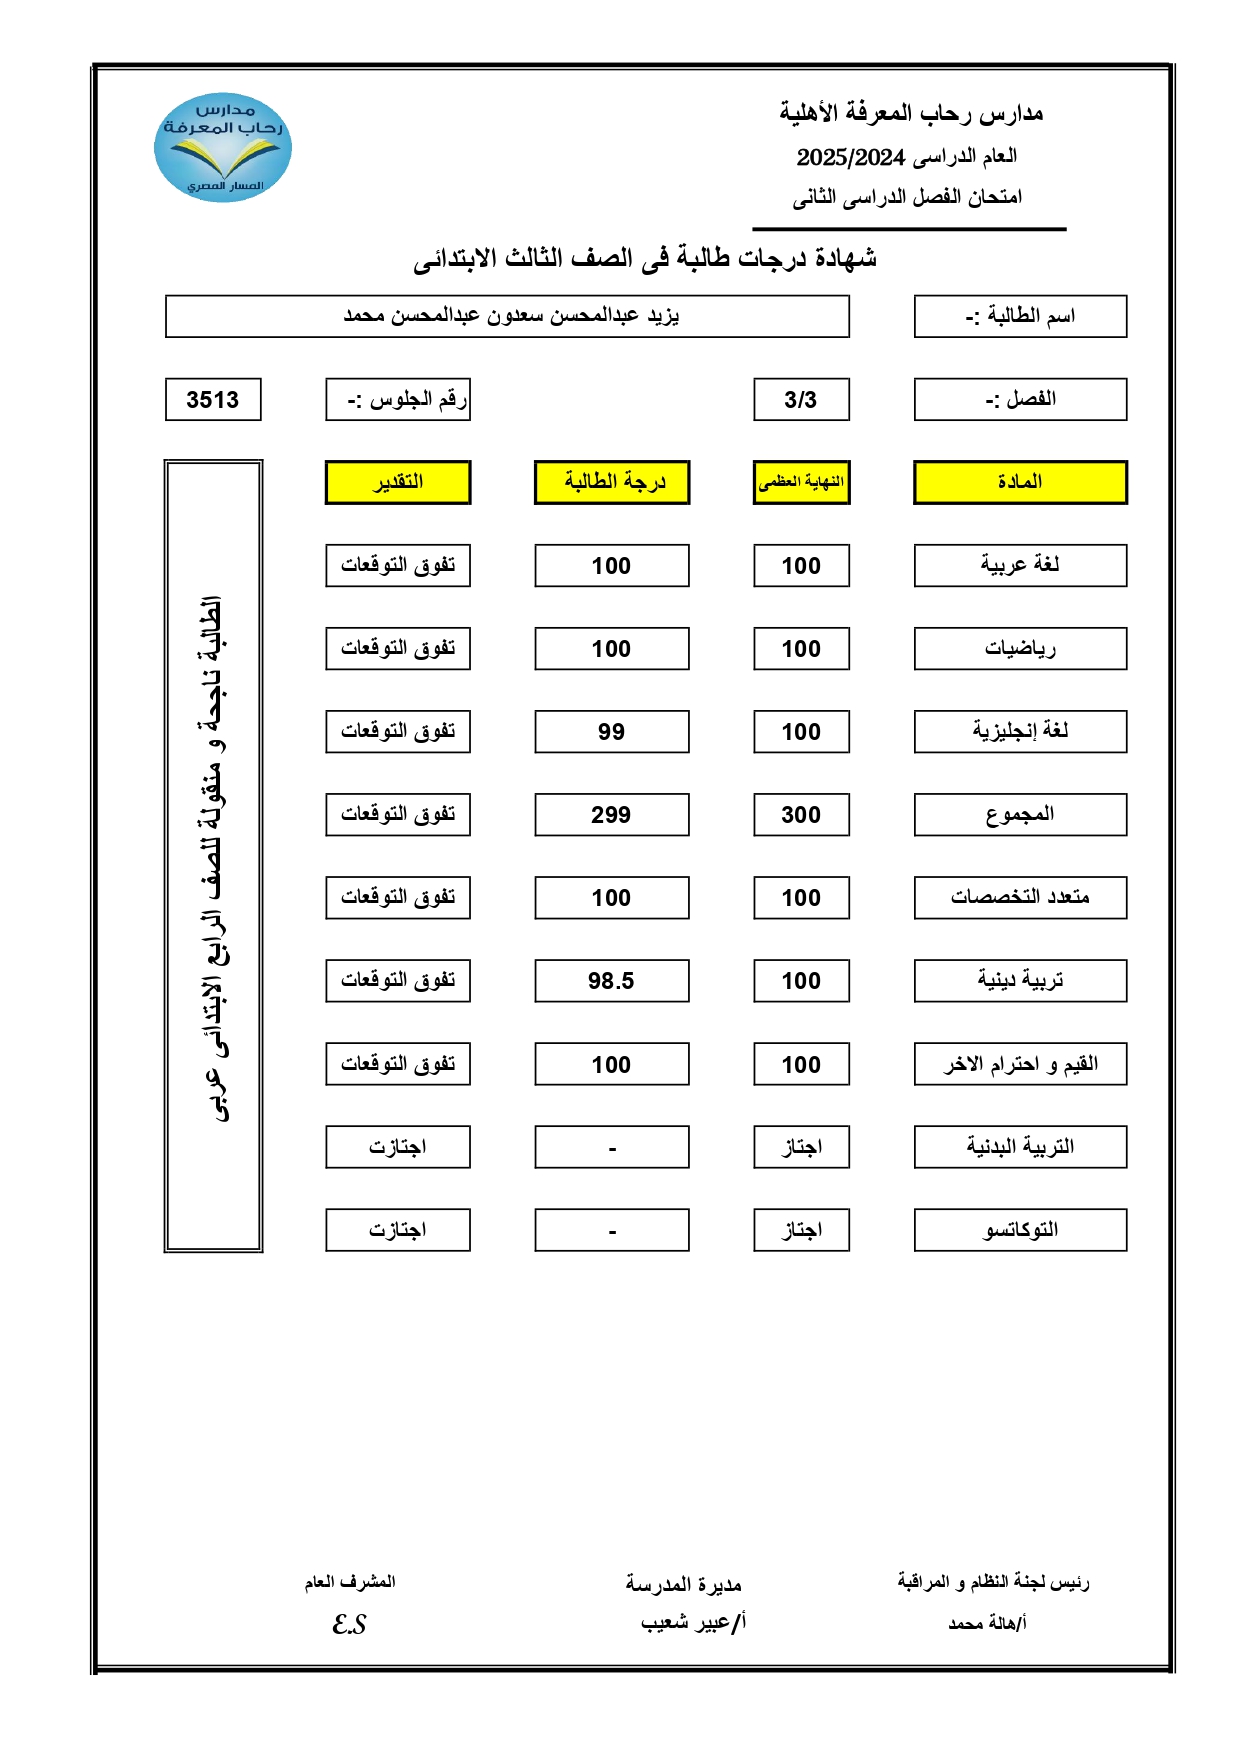 مدارس رحاب المعرفة الأهلية
العام الدراسى 2025/2024
امتحان الفصل الدراسى الثانى
مدارس
رحاب المعرفة
المسار المصري
شهادة درجات طالبة فى الصف الثالث الابتدائى
اسم الطالبة :- يزيد عبدالمحسن سعدون عبدالمحسن محمد
الفصل :- 3/3 رقم الجلوس :- 3513
المادة النهاية العظمى درجة الطالبة التقدير
لغة عربية 100 100 تفوق التوقعات
رياضيات 100 100 تفوق التوقعات
لغة إنجليزية 100 99 تفوق التوقعات
المجموع 300 299 تفوق التوقعات
متعدد التخصصات 100 100 تفوق التوقعات
تربية دينية 100 98.5 تفوق التوقعات
القيم و احترام الاخر 100 100 تفوق التوقعات
التربية البدنية اجتاز - اجتازت
التوكاتسو اجتاز - اجتازت
الطالبة ناجحة و منقولة للصف الرابع الابتدائى عربى
رئيس لجنة النظام و المراقبة مديرة المدرسة المشرف العام
أ/هالة محمد أ/عبير شعيب E.S